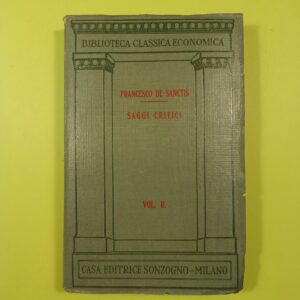 BIBLIOTECA CLASSICA ECONOMICA
FRANCESCO DE SANCTIS
SAGGI CRITICI
VOL. II.
CASA EDITRICE SONZOGNO-MILANO